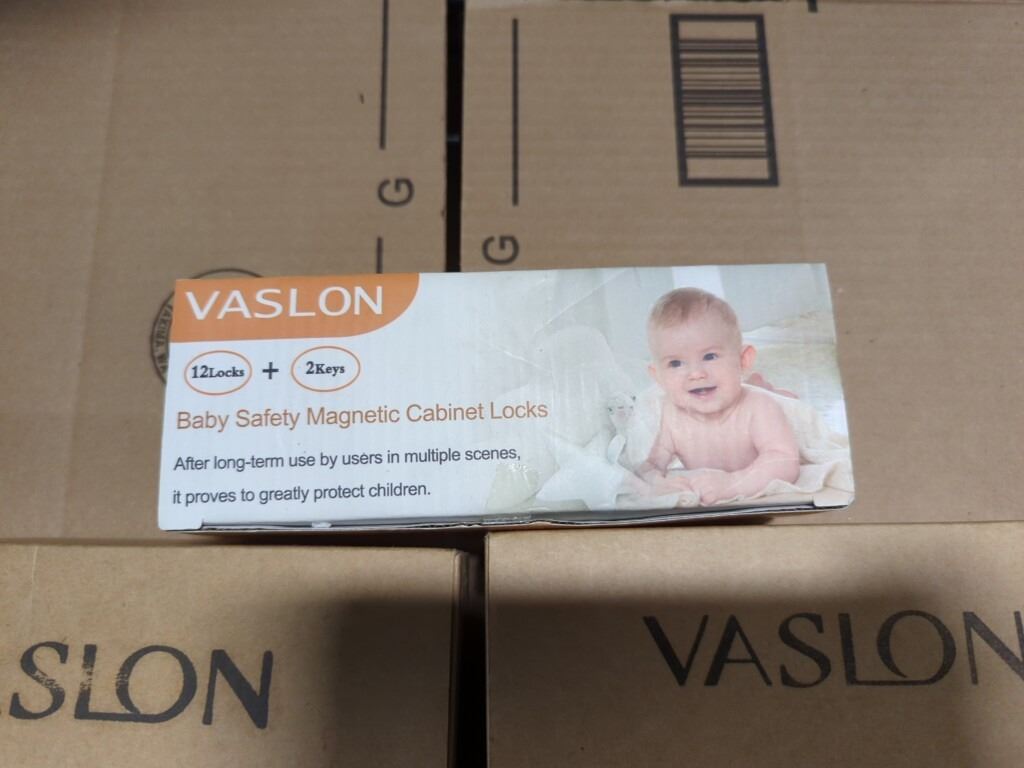 G
G
VASLON
12Locks + 2Keys
Baby Safety Magnetic Cabinet Locks
After long-term use by users in multiple scenes,
it proves to greatly protect children.
SLON
VASLON